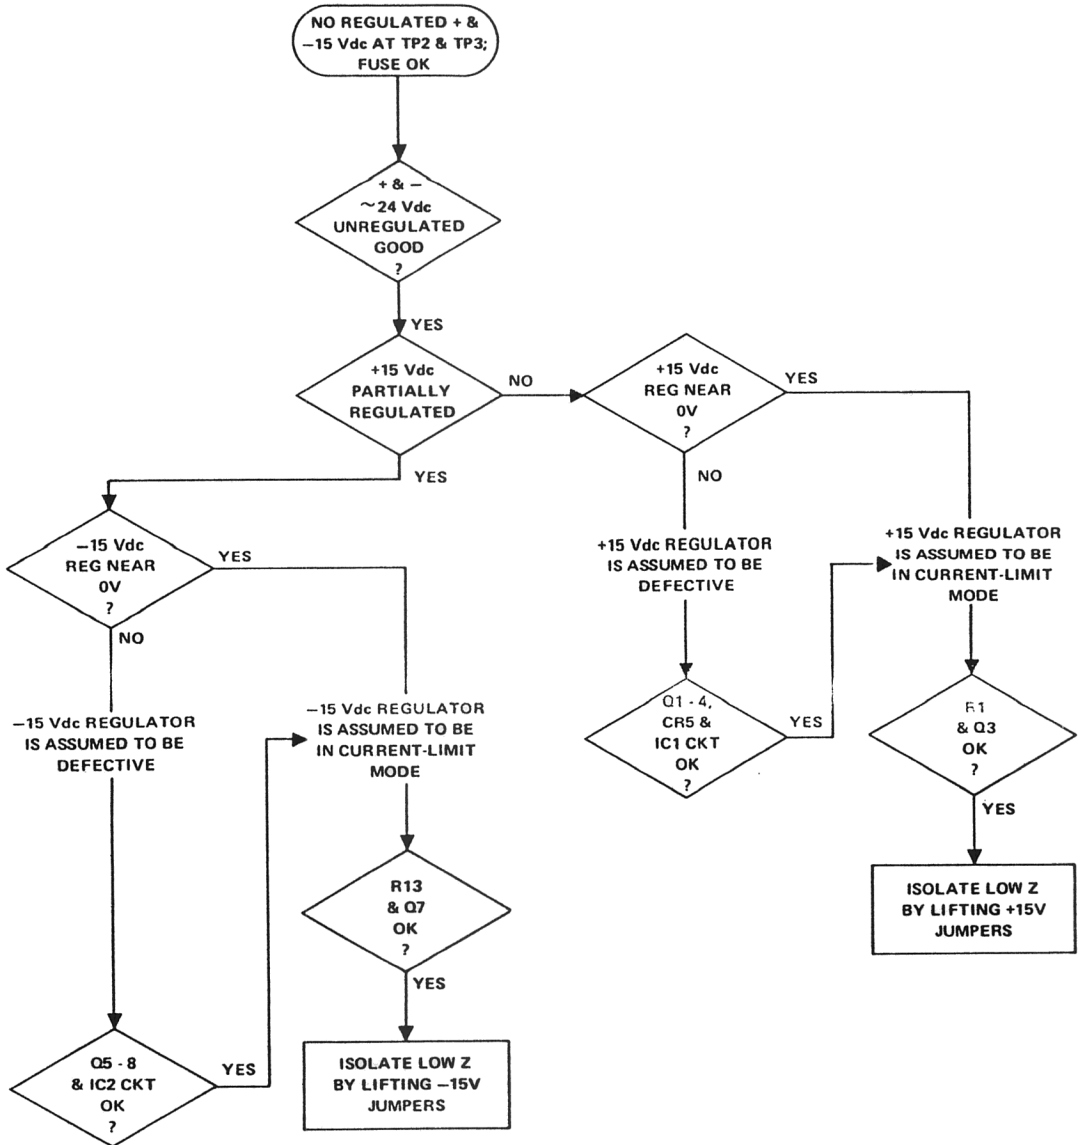 NO REGULATED + &
−15 Vdc AT TP2 & TP3;
FUSE OK
+ & −
~24 Vdc
UNREGULATED
GOOD
?
YES
+15 Vdc
PARTIALLY
REGULATED
NO
YES
+15 Vdc
REG NEAR
0V
?
YES
NO
−15 Vdc
REG NEAR
0V
?
YES
NO
+15 Vdc REGULATOR
IS ASSUMED TO BE
DEFECTIVE
+15 Vdc REGULATOR
IS ASSUMED TO BE
IN CURRENT-LIMIT
MODE
−15 Vdc REGULATOR
IS ASSUMED TO BE
DEFECTIVE
−15 Vdc REGULATOR
IS ASSUMED TO BE
IN CURRENT-LIMIT
MODE
Q1 - 4,
CR5 &
IC1 CKT
OK
?
YES
R1
& Q3
OK
?
YES
R13
& Q7
OK
?
YES
ISOLATE LOW Z
BY LIFTING +15V
JUMPERS
Q5 - 8
& IC2 CKT
OK
?
YES
ISOLATE LOW Z
BY LIFTING −15V
JUMPERS